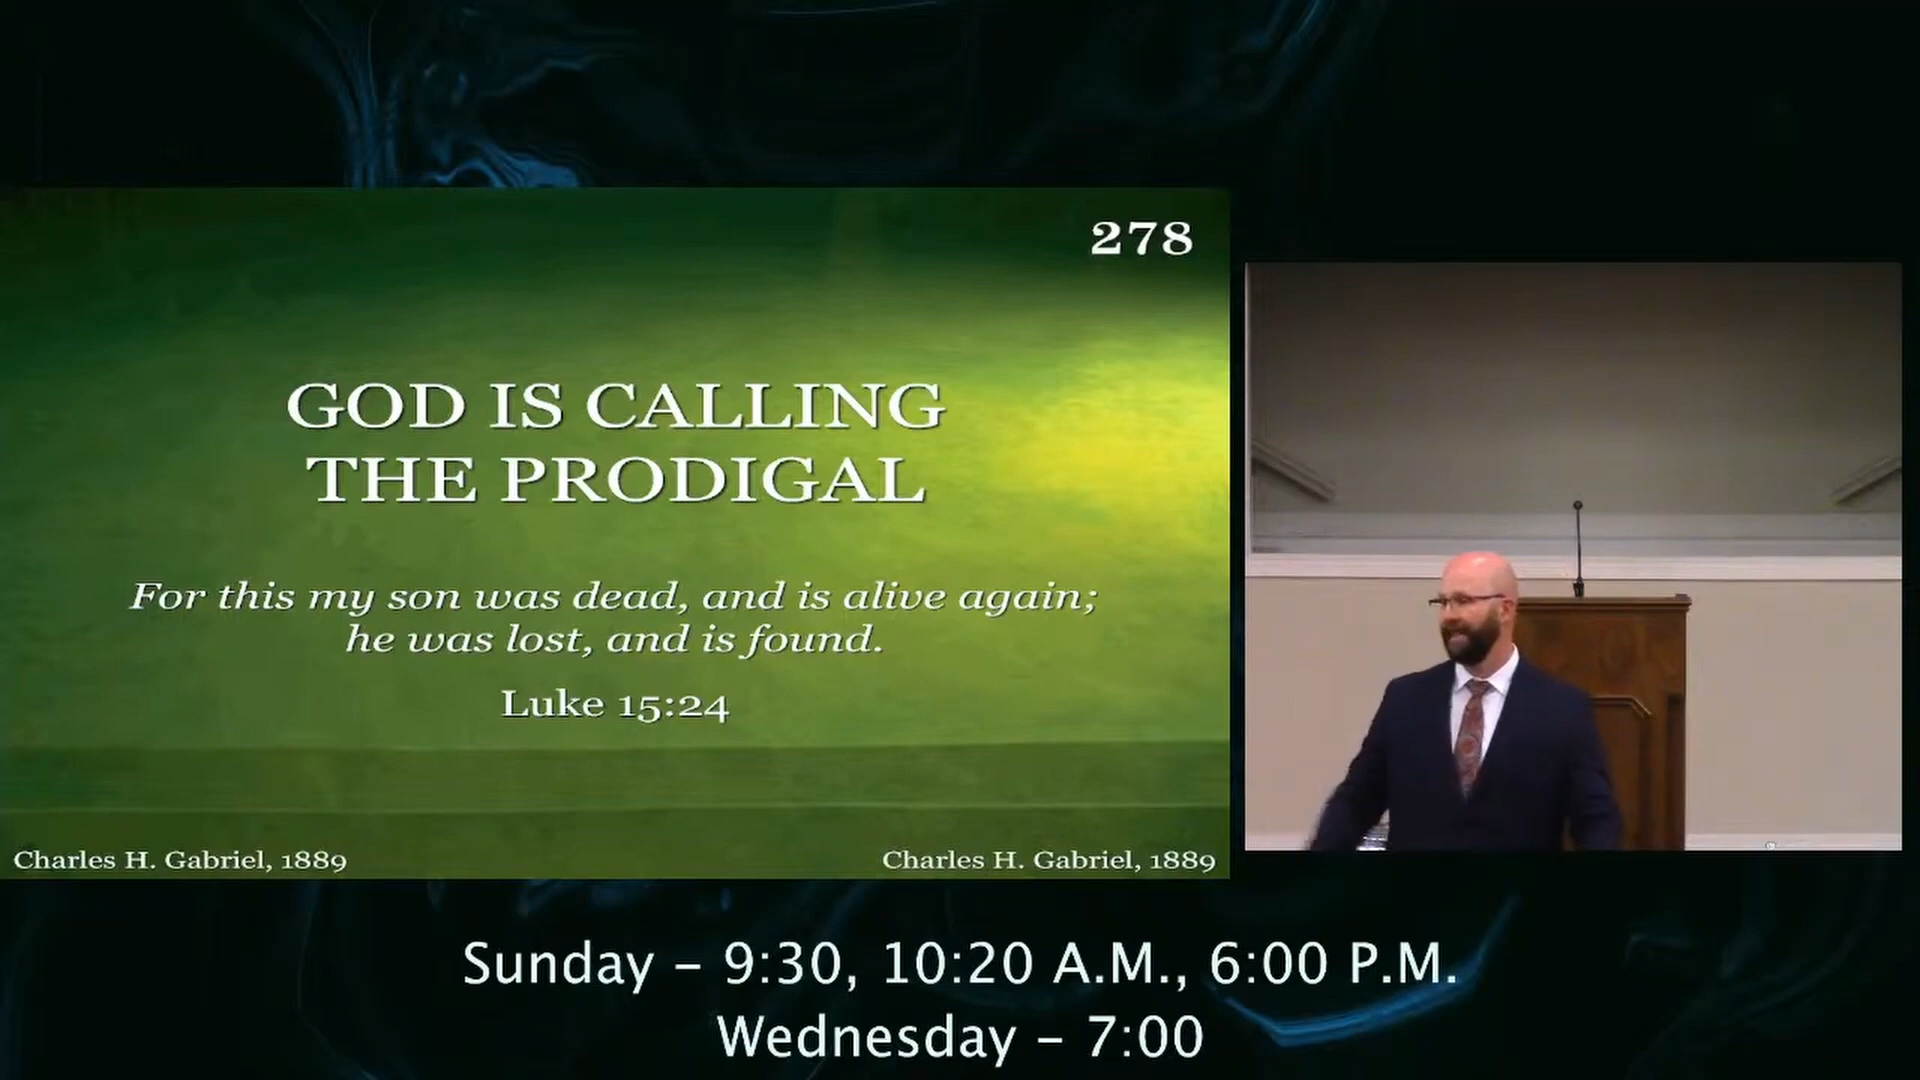 278
GOD IS CALLING
THE PRODIGAL
For this my son was dead, and is alive again;
he was lost, and is found.
Luke 15:24
Charles H. Gabriel, 1889
Charles H. Gabriel, 1889
Sunday – 9:30, 10:20 A.M., 6:00 P.M.
Wednesday – 7:00